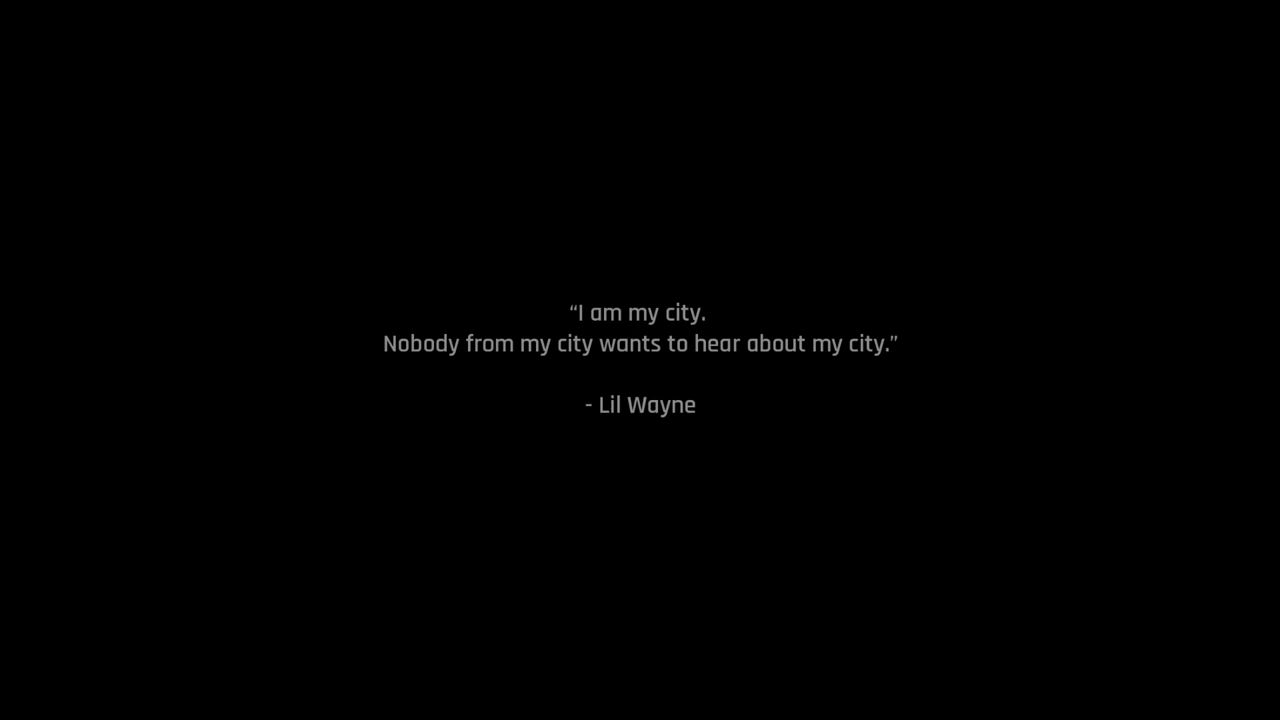 “I am my city.
Nobody from my city wants to hear about my city.”
- Lil Wayne